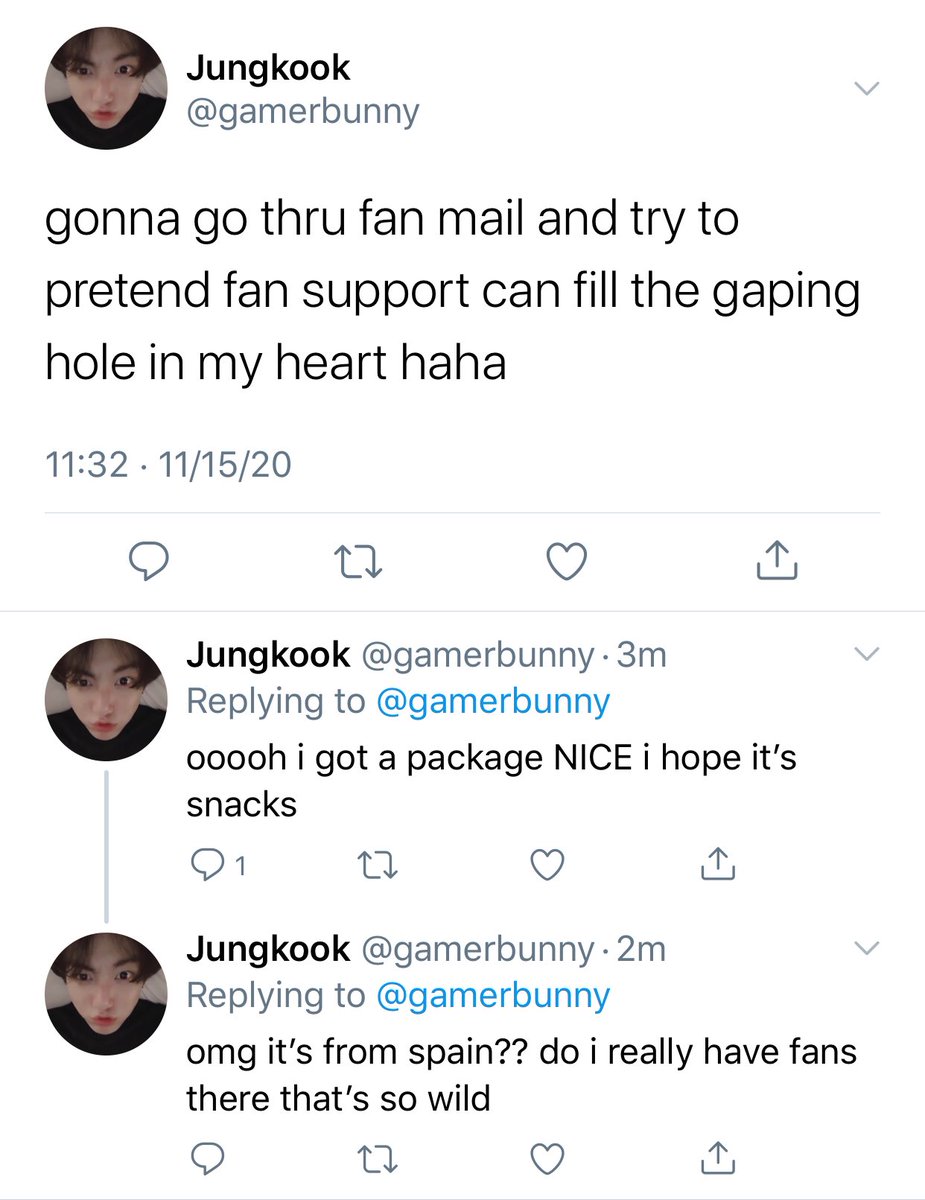 Jungkook
@gamerbunny
gonna go thru fan mail and try to
pretend fan support can fill the gaping
hole in my heart haha
11:32 · 11/15/20
Jungkook @gamerbunny · 3m
Replying to @gamerbunny
ooooh i got a package NICE i hope it’s
snacks
1
Jungkook @gamerbunny · 2m
Replying to @gamerbunny
omg it’s from spain?? do i really have fans
there that’s so wild